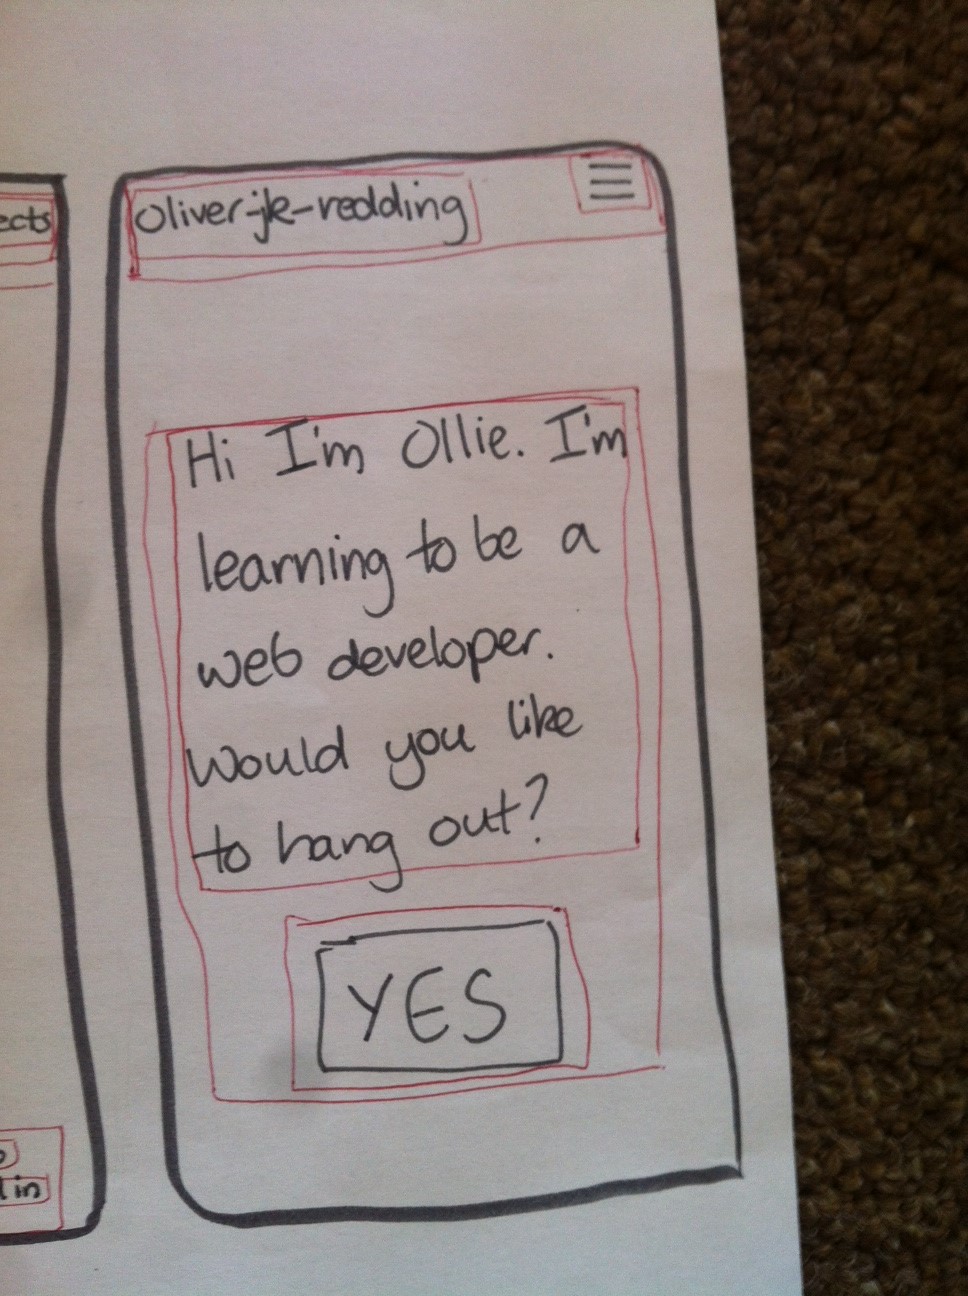 ects
oliver-jk-redding
Hi I'm Ollie. I'm
learning to be a
web developer.
Would you like
to hang out?
YES
in